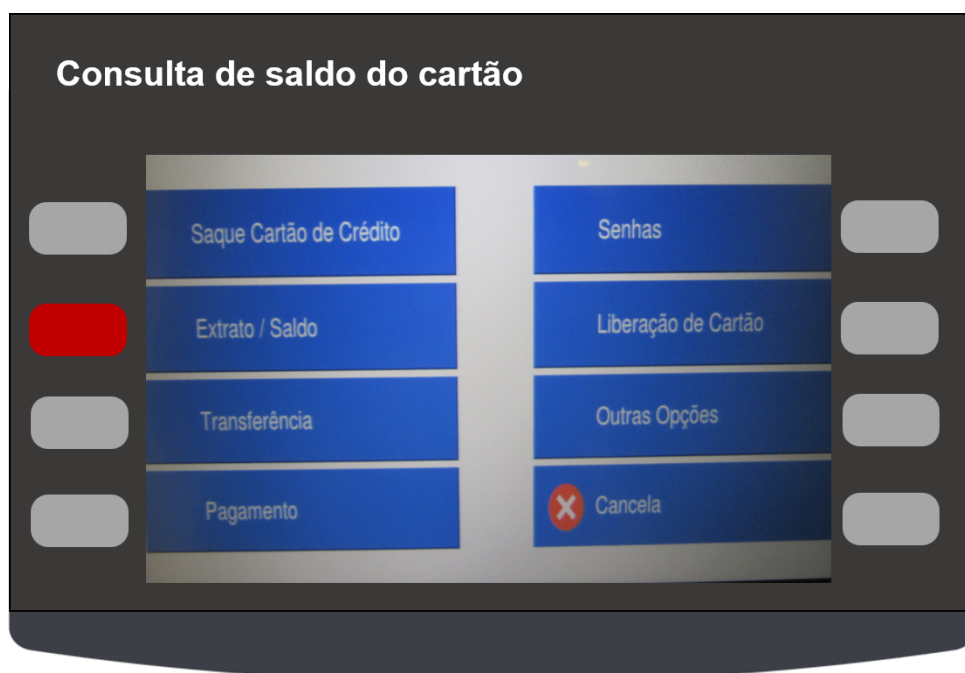 Consulta de saldo do cartão
Saque Cartão de Crédito
Extrato / Saldo
Transferência
Pagamento
Senhas
Liberação de Cartão
Outras Opções
Cancela